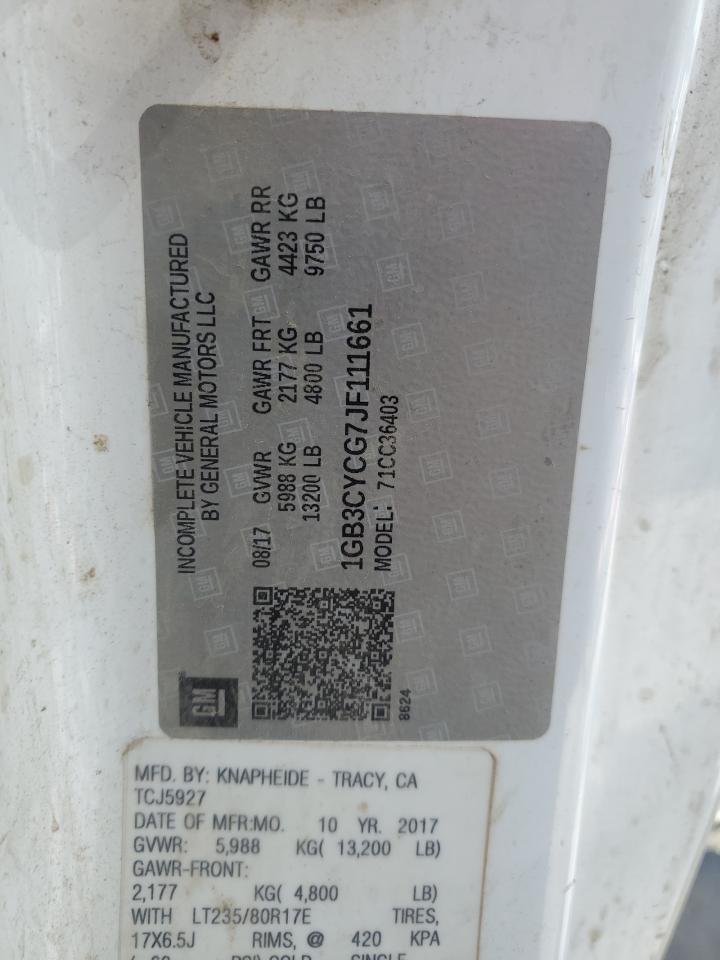 INCOMPLETE VEHICLE MANUFACTURED
BY GENERAL MOTORS LLC
08/17 GVWR GAWR FRT GAWR RR
5988 KG 2177 KG 4423 KG
13200 LB 4800 LB 9750 LB
1GB3CYCG7JF111661
MODEL: 71CC36403
GM
8624
MFD. BY: KNAPHEIDE - TRACY, CA
TCJ5927
DATE OF MFR:MO. 10 YR. 2017
GVWR: 5,988 KG( 13,200 LB)
GAWR-FRONT:
2,177 KG( 4,800 LB)
WITH LT235/80R17E TIRES,
17X6.5J RIMS, @ 420 KPA